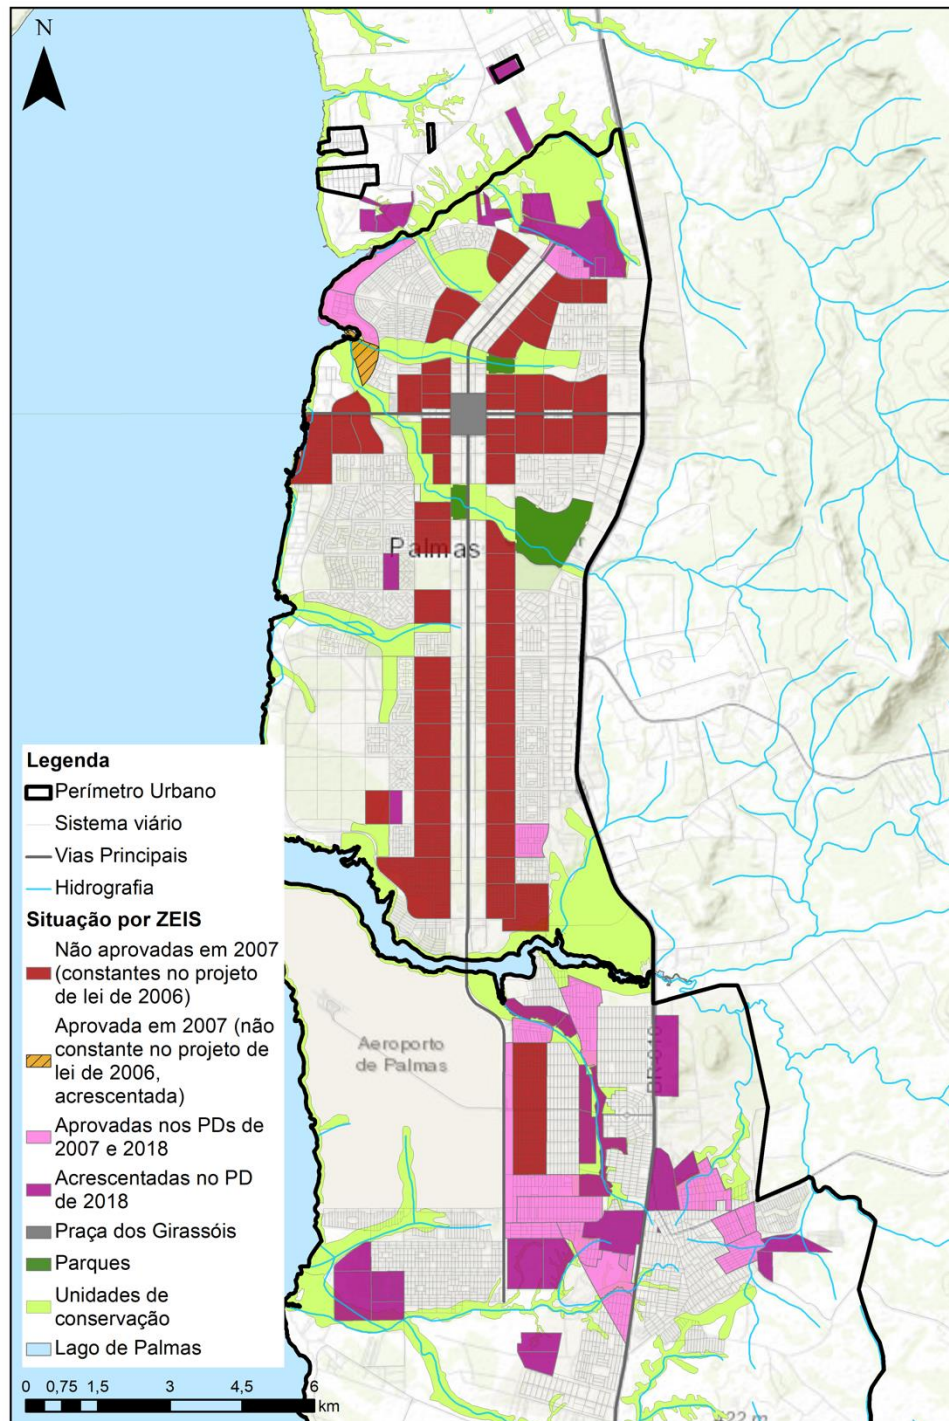 N
Palmas
Legenda
Perímetro Urbano
Sistema viário
Vias Principais
Hidrografia
Situação por ZEIS
Não aprovadas em 2007
(constantes no projeto
de lei de 2006)
Aprovada em 2007 (não
constante no projeto de
lei de 2006,
acrescentada)
Aprovadas nos PDs de
2007 e 2018
Acrescentadas no PD
de 2018
Praça dos Girassóis
Parques
Unidades de
conservação
Lago de Palmas
0 0,75 1,5 3 4,5 6
km
Aeroporto
de Palmas